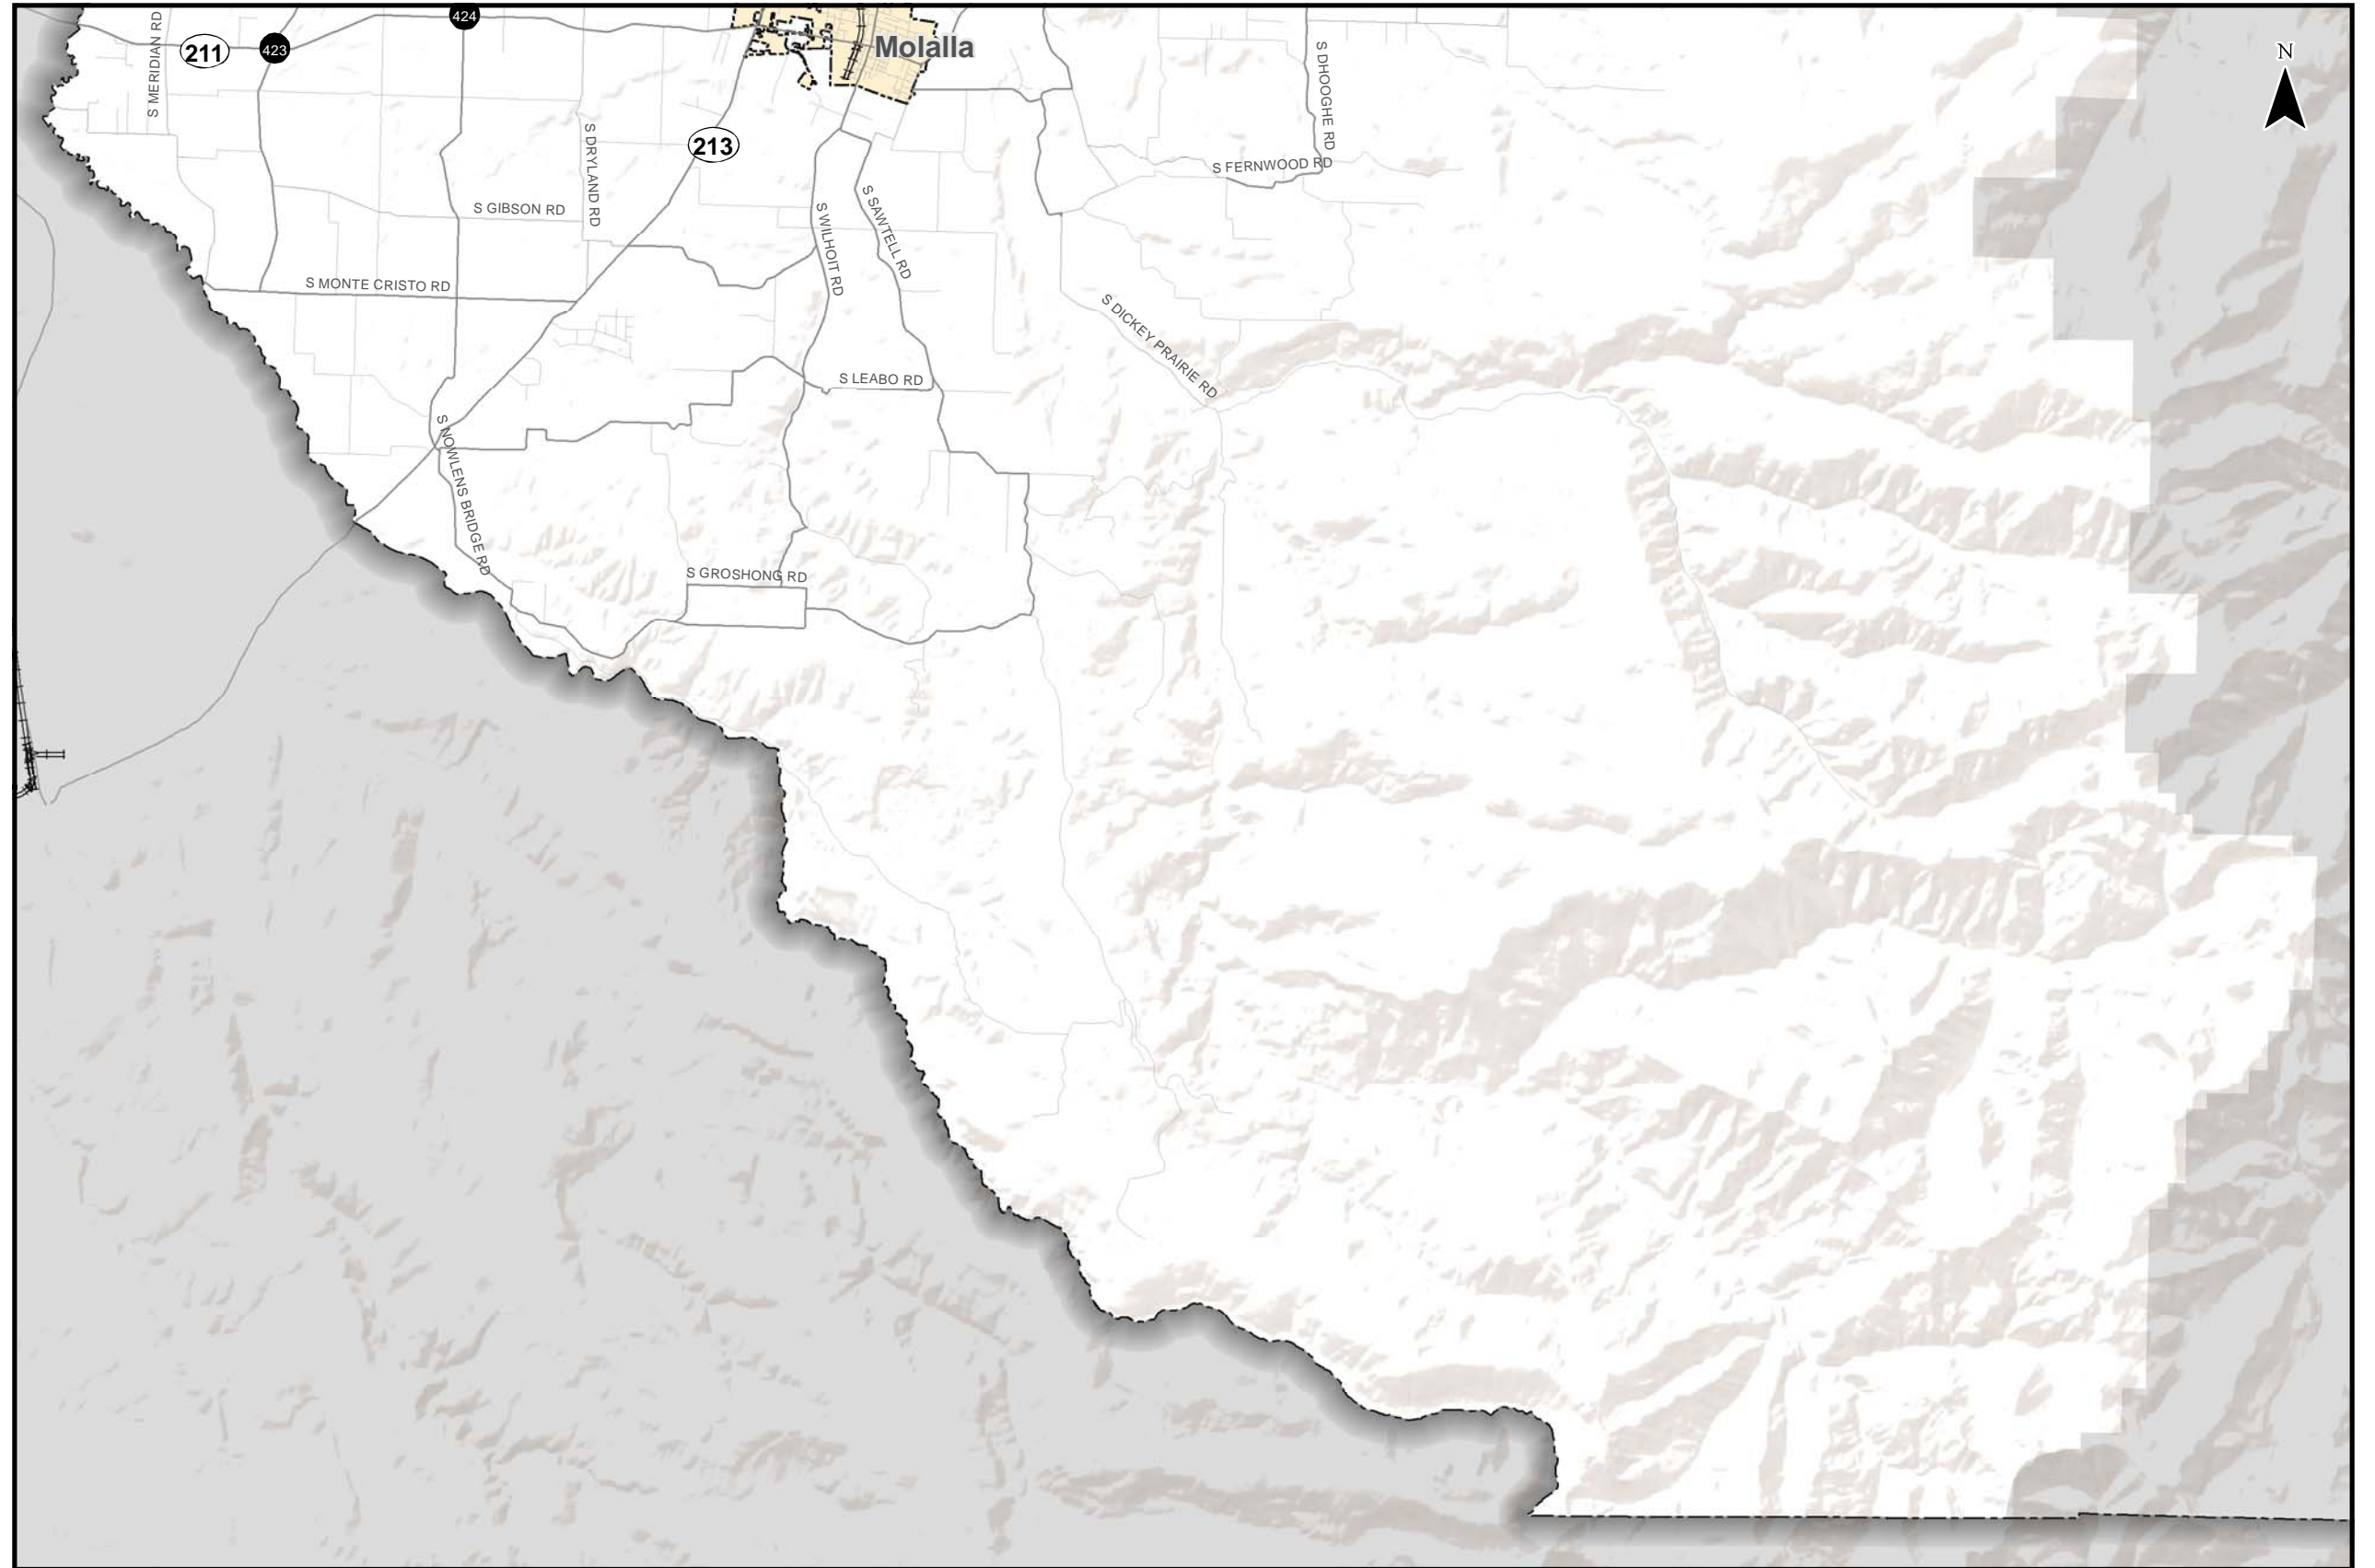 424
S MERIDIAN RD
211
423
Molalla
N
S DHOOGHE RD
S DRYLAND RD
213
S FERNWOOD RD
S GIBSON RD
S WILHOIT RD
S SAWTELL RD
S MONTE CRISTO RD
S DICKEY PRAIRIE RD
S LEABO RD
S NOWLENS BRIDGE RD
S GROSHONG RD